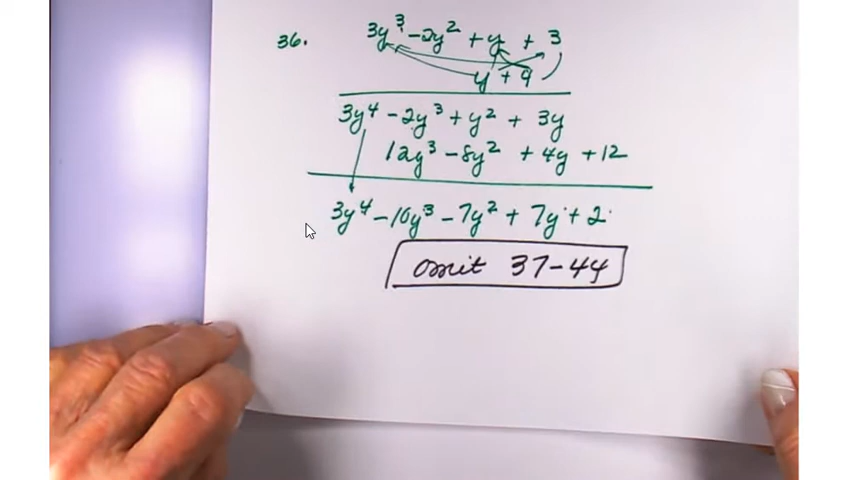 36. 3y³ - 2y² + y + 3
y + 4
3y⁴ - 2y³ + y² + 3y
12y³ - 8y² + 4y + 12
3y⁴ - 10y³ - 7y² + 7y + 2
omit 37-44